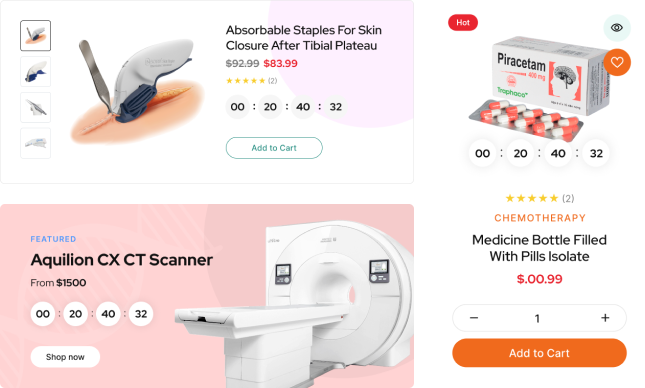 Absorbable Staples For Skin
Closure After Tibial Plateau
$92.99 $83.99
(2)
00 : 20 : 40 : 32
Add to Cart
FEATURED
Aquilion CX CT Scanner
From $1500
00 : 20 : 40 : 32
Shop now
Hot
Piracetam
400 mg
Traphaco
00 : 20 : 40 : 32
(2)
CHEMOTHERAPY
Medicine Bottle Filled
With Pills Isolate
$.00.99
− 1 +
Add to Cart